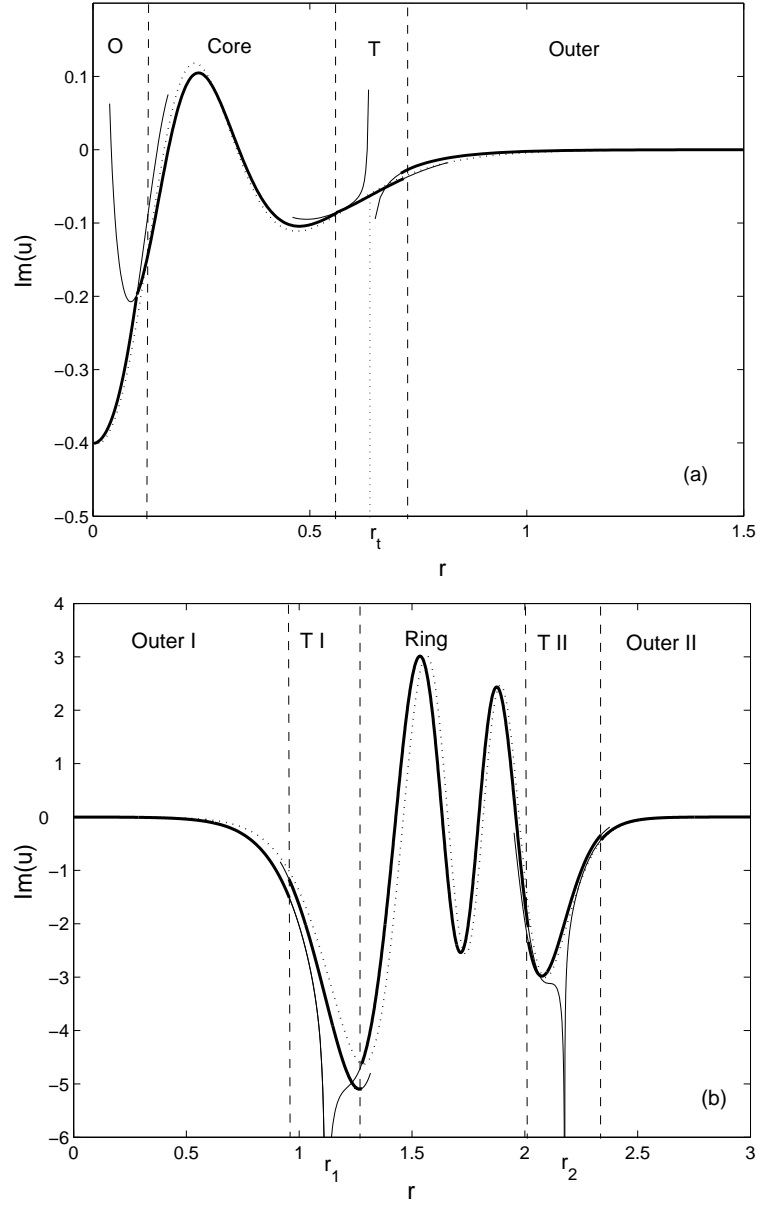 O Core T Outer
0.1
0
−0.1
−0.2
−0.3
−0.4
−0.5
Im(u)
(a)
0 0.5 r_t 1 1.5
r
4
3
2
1
0
−1
−2
−3
−4
−5
−6
Im(u)
Outer I T I Ring T II Outer II
(b)
0 0.5 1 r_1 1.5 2 r_2 2.5 3
r